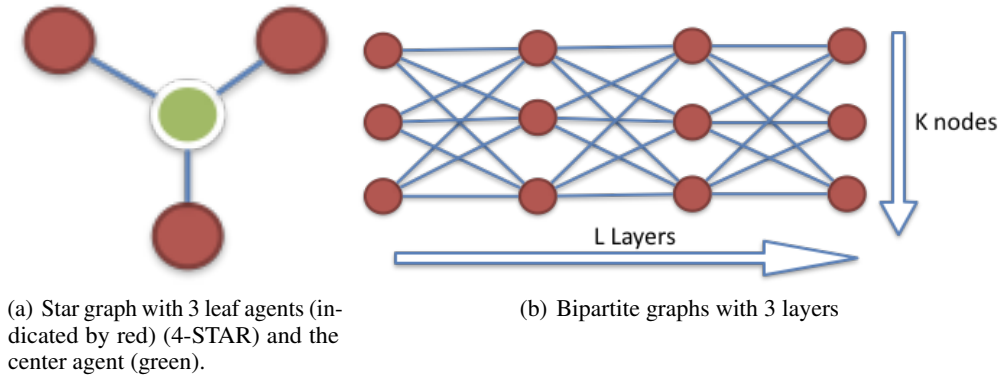 K nodes
L Layers
(a) Star graph with 3 leaf agents (in-
dicated by red) (4-STAR) and the
center agent (green).
(b) Bipartite graphs with 3 layers